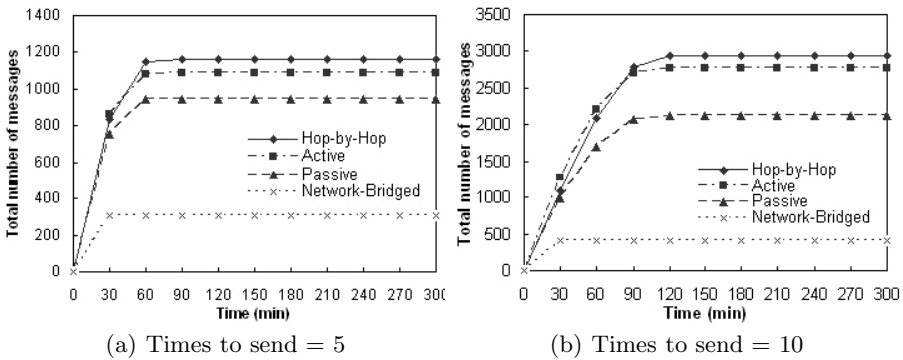 1400
1200
1000
800
600
400
200
0
Total number of messages
Hop-by-Hop
Active
Passive
Network-Bridged
0 30 60 90 120 150 180 210 240 270 300
Time (min)
(a) Times to send = 5
3500
3000
2500
2000
1500
1000
500
0
Total number of messages
Hop-by-Hop
Active
Passive
Network-Bridged
0 30 60 90 120 150 180 210 240 270 300
Time (min)
(b) Times to send = 10